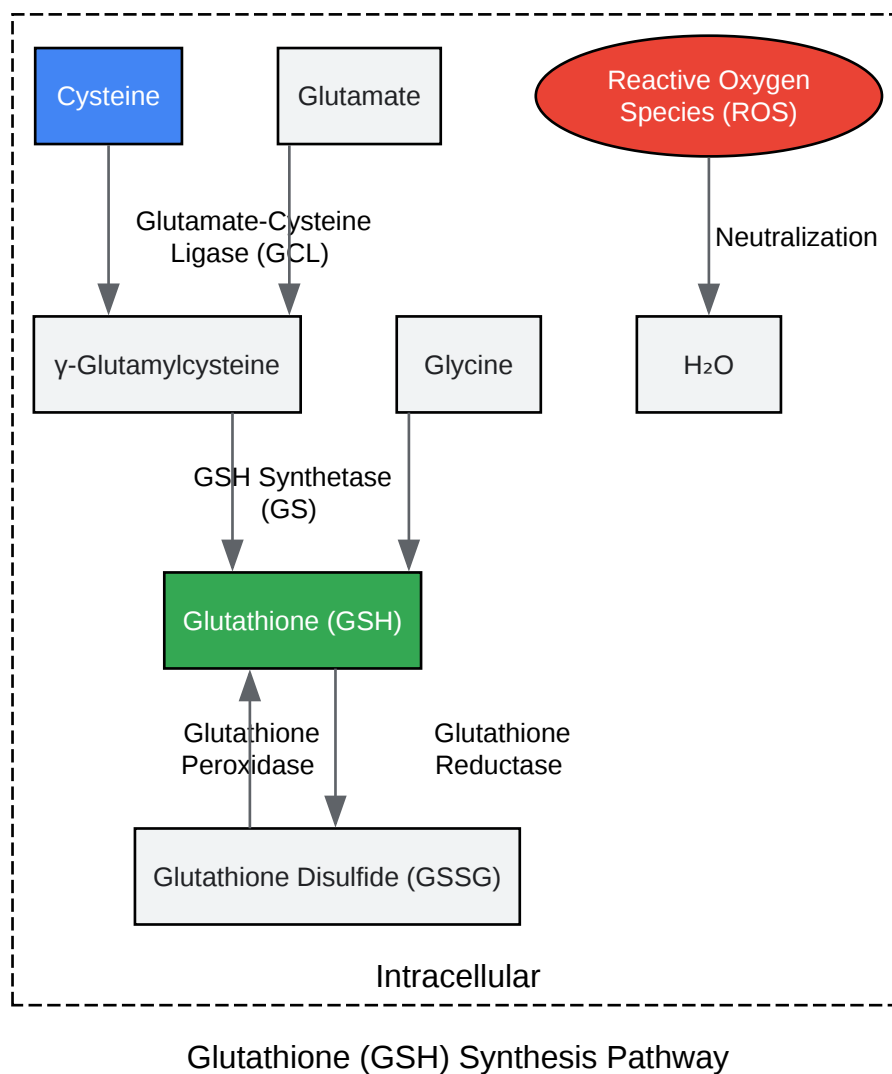 Cysteine
Glutamate
Reactive Oxygen
Species (ROS)
Glutamate-Cysteine
Ligase (GCL)
Neutralization
γ-Glutamylcysteine
Glycine
H₂O
GSH Synthetase
(GS)
Glutathione (GSH)
Glutathione
Peroxidase
Glutathione
Reductase
Glutathione Disulfide (GSSG)
Intracellular
Glutathione (GSH) Synthesis Pathway